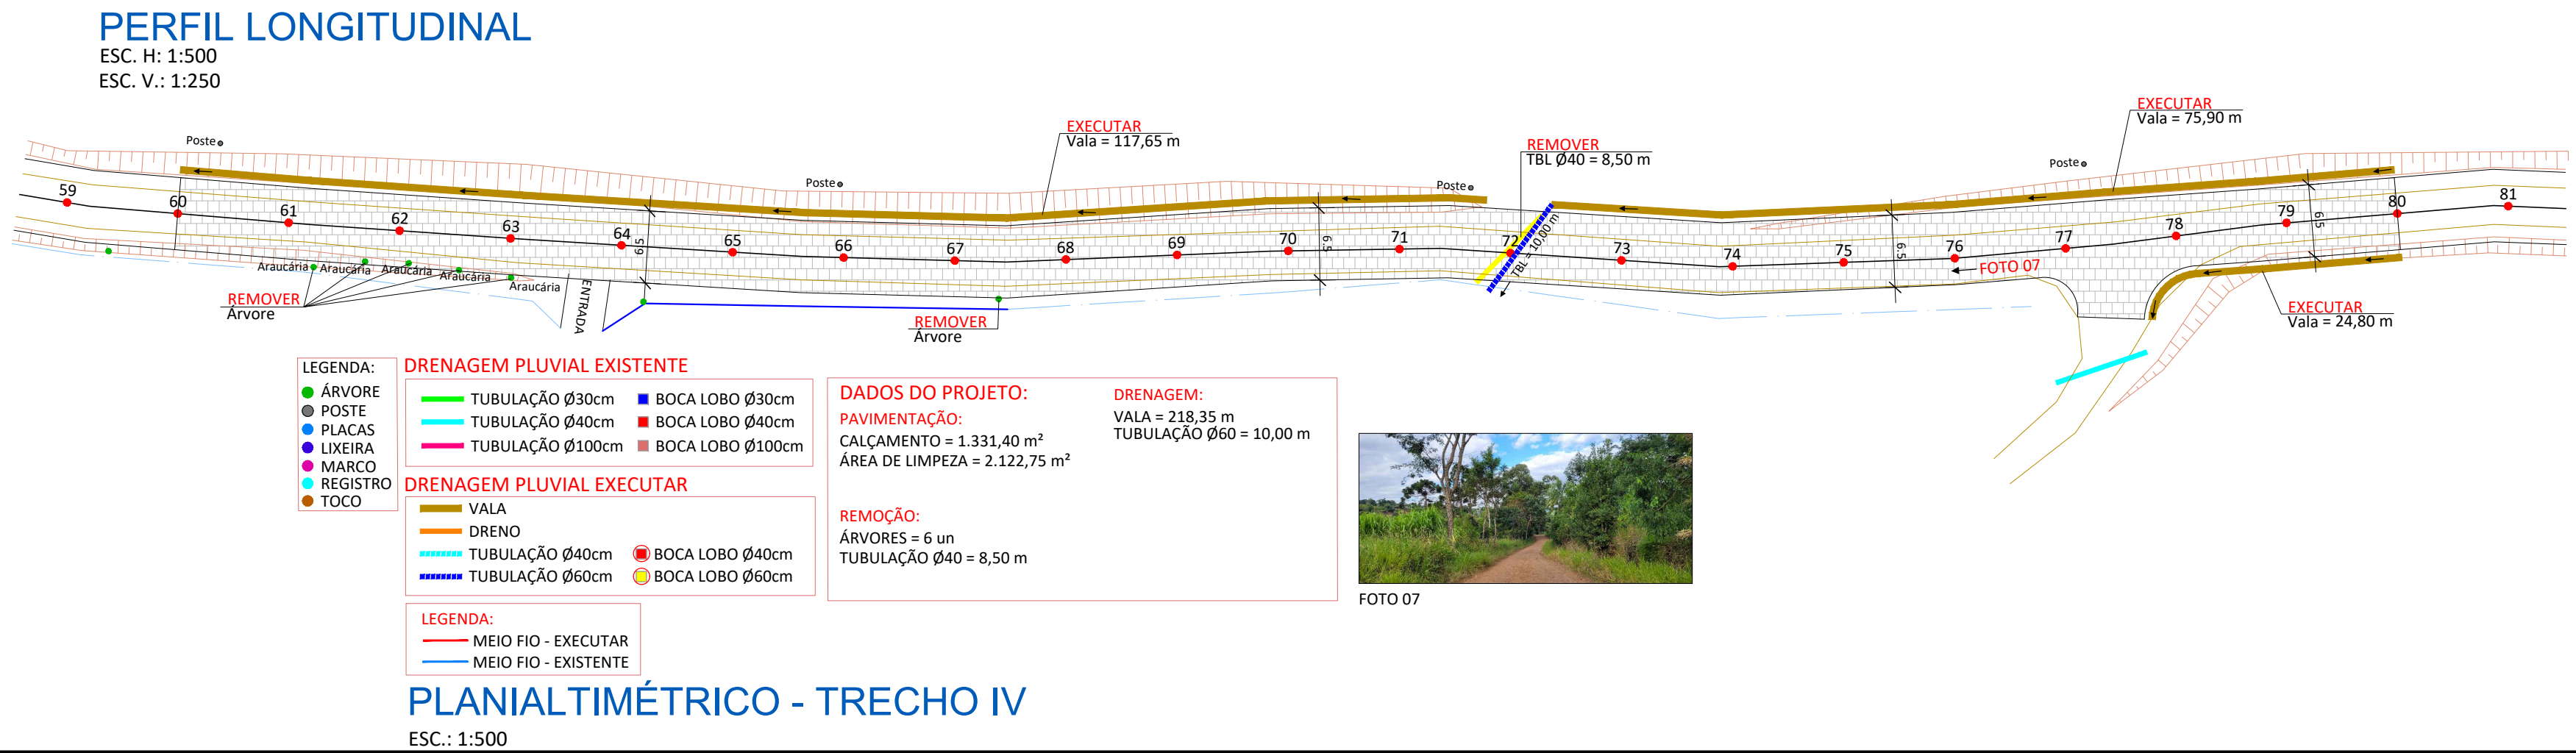 PERFIL LONGITUDINAL
ESC. H: 1:500
ESC. V.: 1:250
EXECUTAR
Vala = 75,90 m
EXECUTAR
Vala = 117,65 m
REMOVER
TBL Ø40 = 8,50 m
Poste
Poste
Poste
Poste
59
60
61
62
63
64
65
66
67
68
69
70
71
72
73
74
75
76
77
78
79
80
81
6,5
6,5
6,5
6,5
TBL = 10,00 m
FOTO 07
Araucária
Araucária
Araucária
Araucária
Araucária
ENTRADA
REMOVER
Árvore
REMOVER
Árvore
EXECUTAR
Vala = 24,80 m
LEGENDA:
ÁRVORE
POSTE
PLACAS
LIXEIRA
MARCO
REGISTRO
TOCO
DRENAGEM PLUVIAL EXISTENTE
TUBULAÇÃO Ø30cm BOCA LOBO Ø30cm
TUBULAÇÃO Ø40cm BOCA LOBO Ø40cm
TUBULAÇÃO Ø100cm BOCA LOBO Ø100cm
DRENAGEM PLUVIAL EXECUTAR
VALA
DRENO
TUBULAÇÃO Ø40cm BOCA LOBO Ø40cm
TUBULAÇÃO Ø60cm BOCA LOBO Ø60cm
LEGENDA:
MEIO FIO - EXECUTAR
MEIO FIO - EXISTENTE
DADOS DO PROJETO:
PAVIMENTAÇÃO:
CALÇAMENTO = 1.331,40 m²
ÁREA DE LIMPEZA = 2.122,75 m²
DRENAGEM:
VALA = 218,35 m
TUBULAÇÃO Ø60 = 10,00 m
REMOÇÃO:
ÁRVORES = 6 un
TUBULAÇÃO Ø40 = 8,50 m
FOTO 07
PLANIALTIMÉTRICO - TRECHO IV
ESC.: 1:500